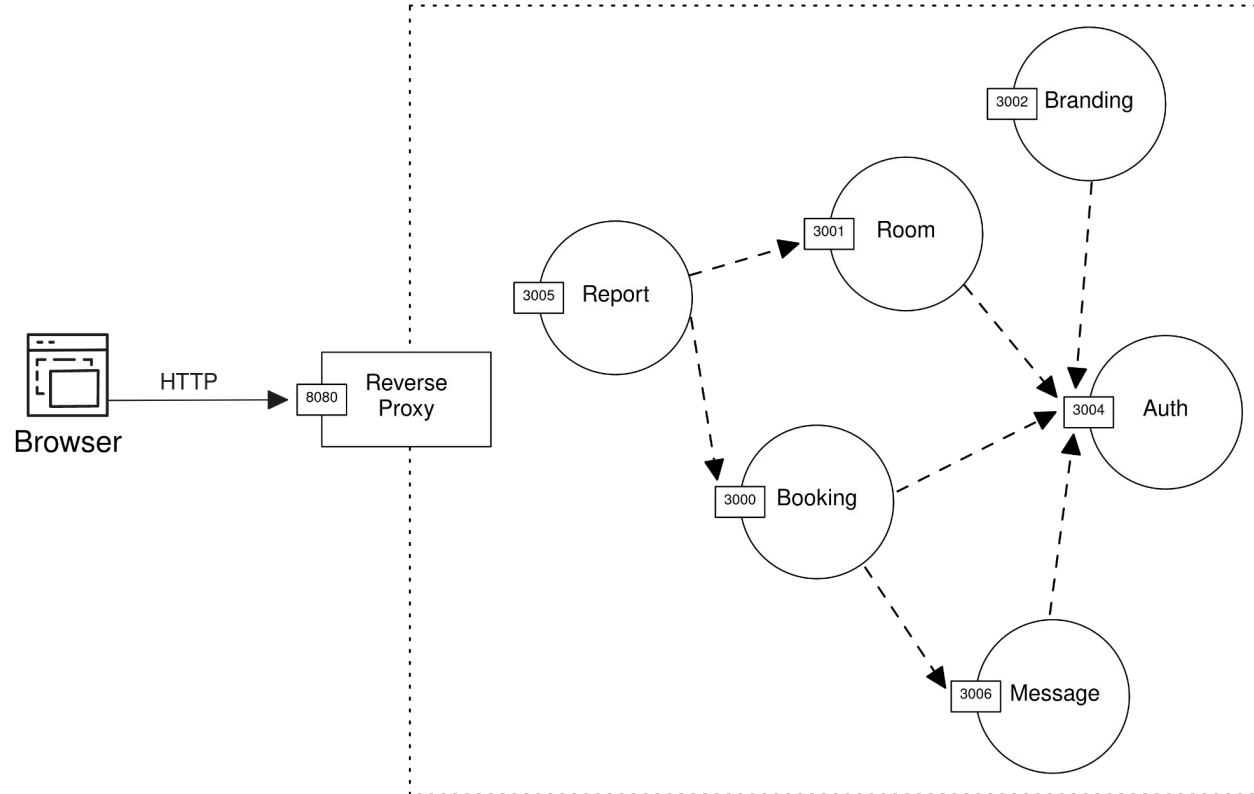 3002
Branding
3001
Room
3005
Report
HTTP
8080
Reverse
Proxy
3004
Auth
Browser
3000
Booking
3006
Message